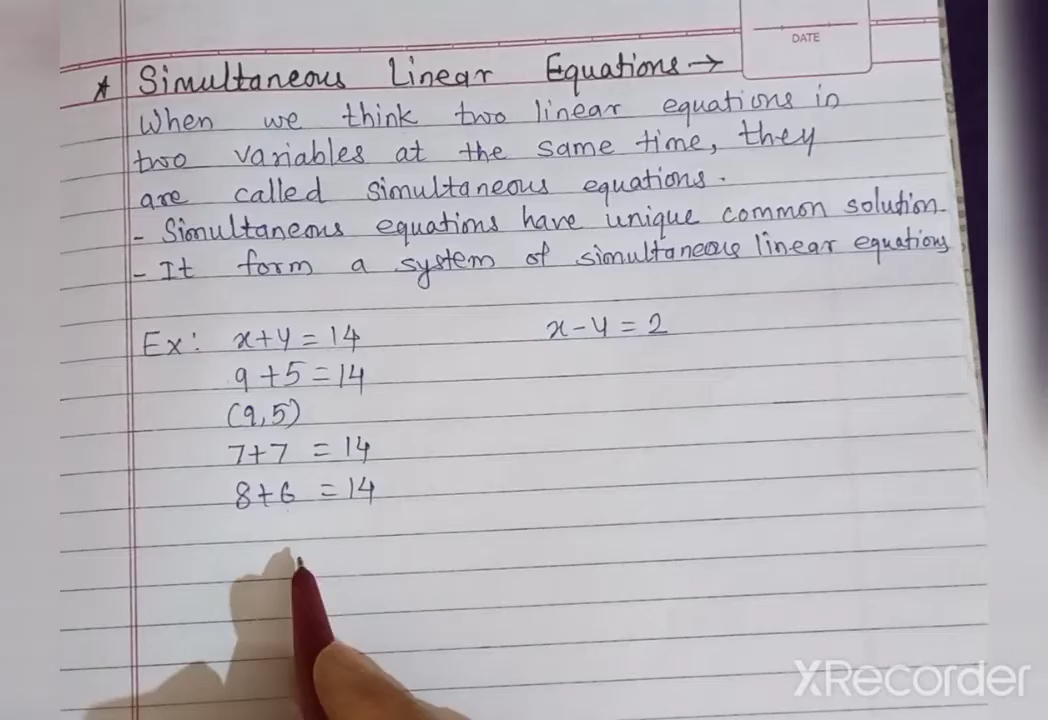 DATE
* Simultaneous Linear Equations →
When we think two linear equations in
two variables at the same time, they
are called simultaneous equations.
- Simultaneous equations have unique common solution.
- It form a system of simultaneous linear equations.
Ex: x+y = 14 x-y = 2
9+5 = 14
(9,5)
7+7 = 14
8+6 = 14
XRecorder